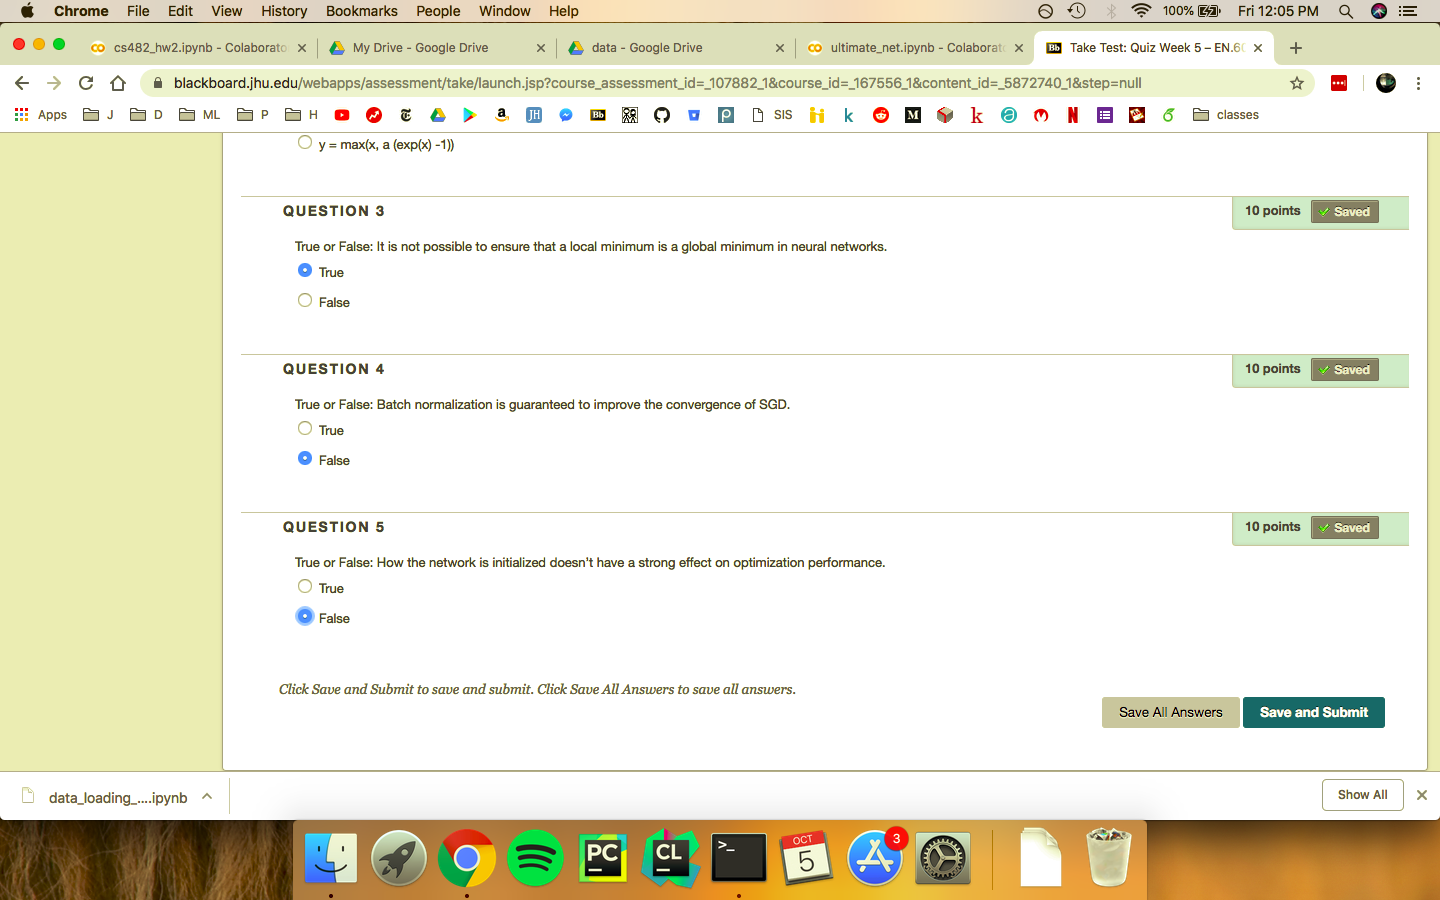 Chrome File Edit View History Bookmarks People Window Help 100% Fri 12:05 PM
cs482_hw2.ipynb - Colaborato My Drive - Google Drive data - Google Drive ultimate_net.ipynb - Colaborato Take Test: Quiz Week 5 – EN.60
blackboard.jhu.edu/webapps/assessment/take/launch.jsp?course_assessment_id=_107882_1&course_id=_167556_1&content_id=_5872740_1&step=null
Apps J D ML P H JH Bb SIS k M k N classes
y = max(x, a (exp(x) -1))
QUESTION 3
10 points Saved
True or False: It is not possible to ensure that a local minimum is a global minimum in neural networks.
True
False
QUESTION 4
10 points Saved
True or False: Batch normalization is guaranteed to improve the convergence of SGD.
True
False
QUESTION 5
10 points Saved
True or False: How the network is initialized doesn't have a strong effect on optimization performance.
True
False
Click Save and Submit to save and submit. Click Save All Answers to save all answers.
Save All Answers Save and Submit
data_loading_....ipynb Show All
PC CL >_ OCT 5 3